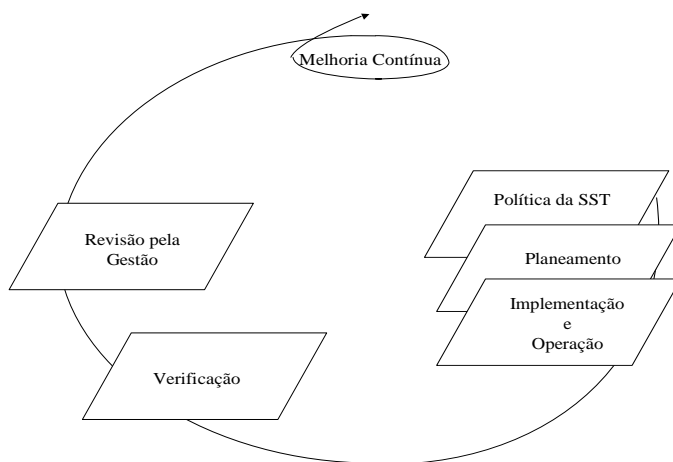 Melhoria Contínua
Política da SST
Planeamento
Implementação
e
Operação
Verificação
Revisão pela
Gestão